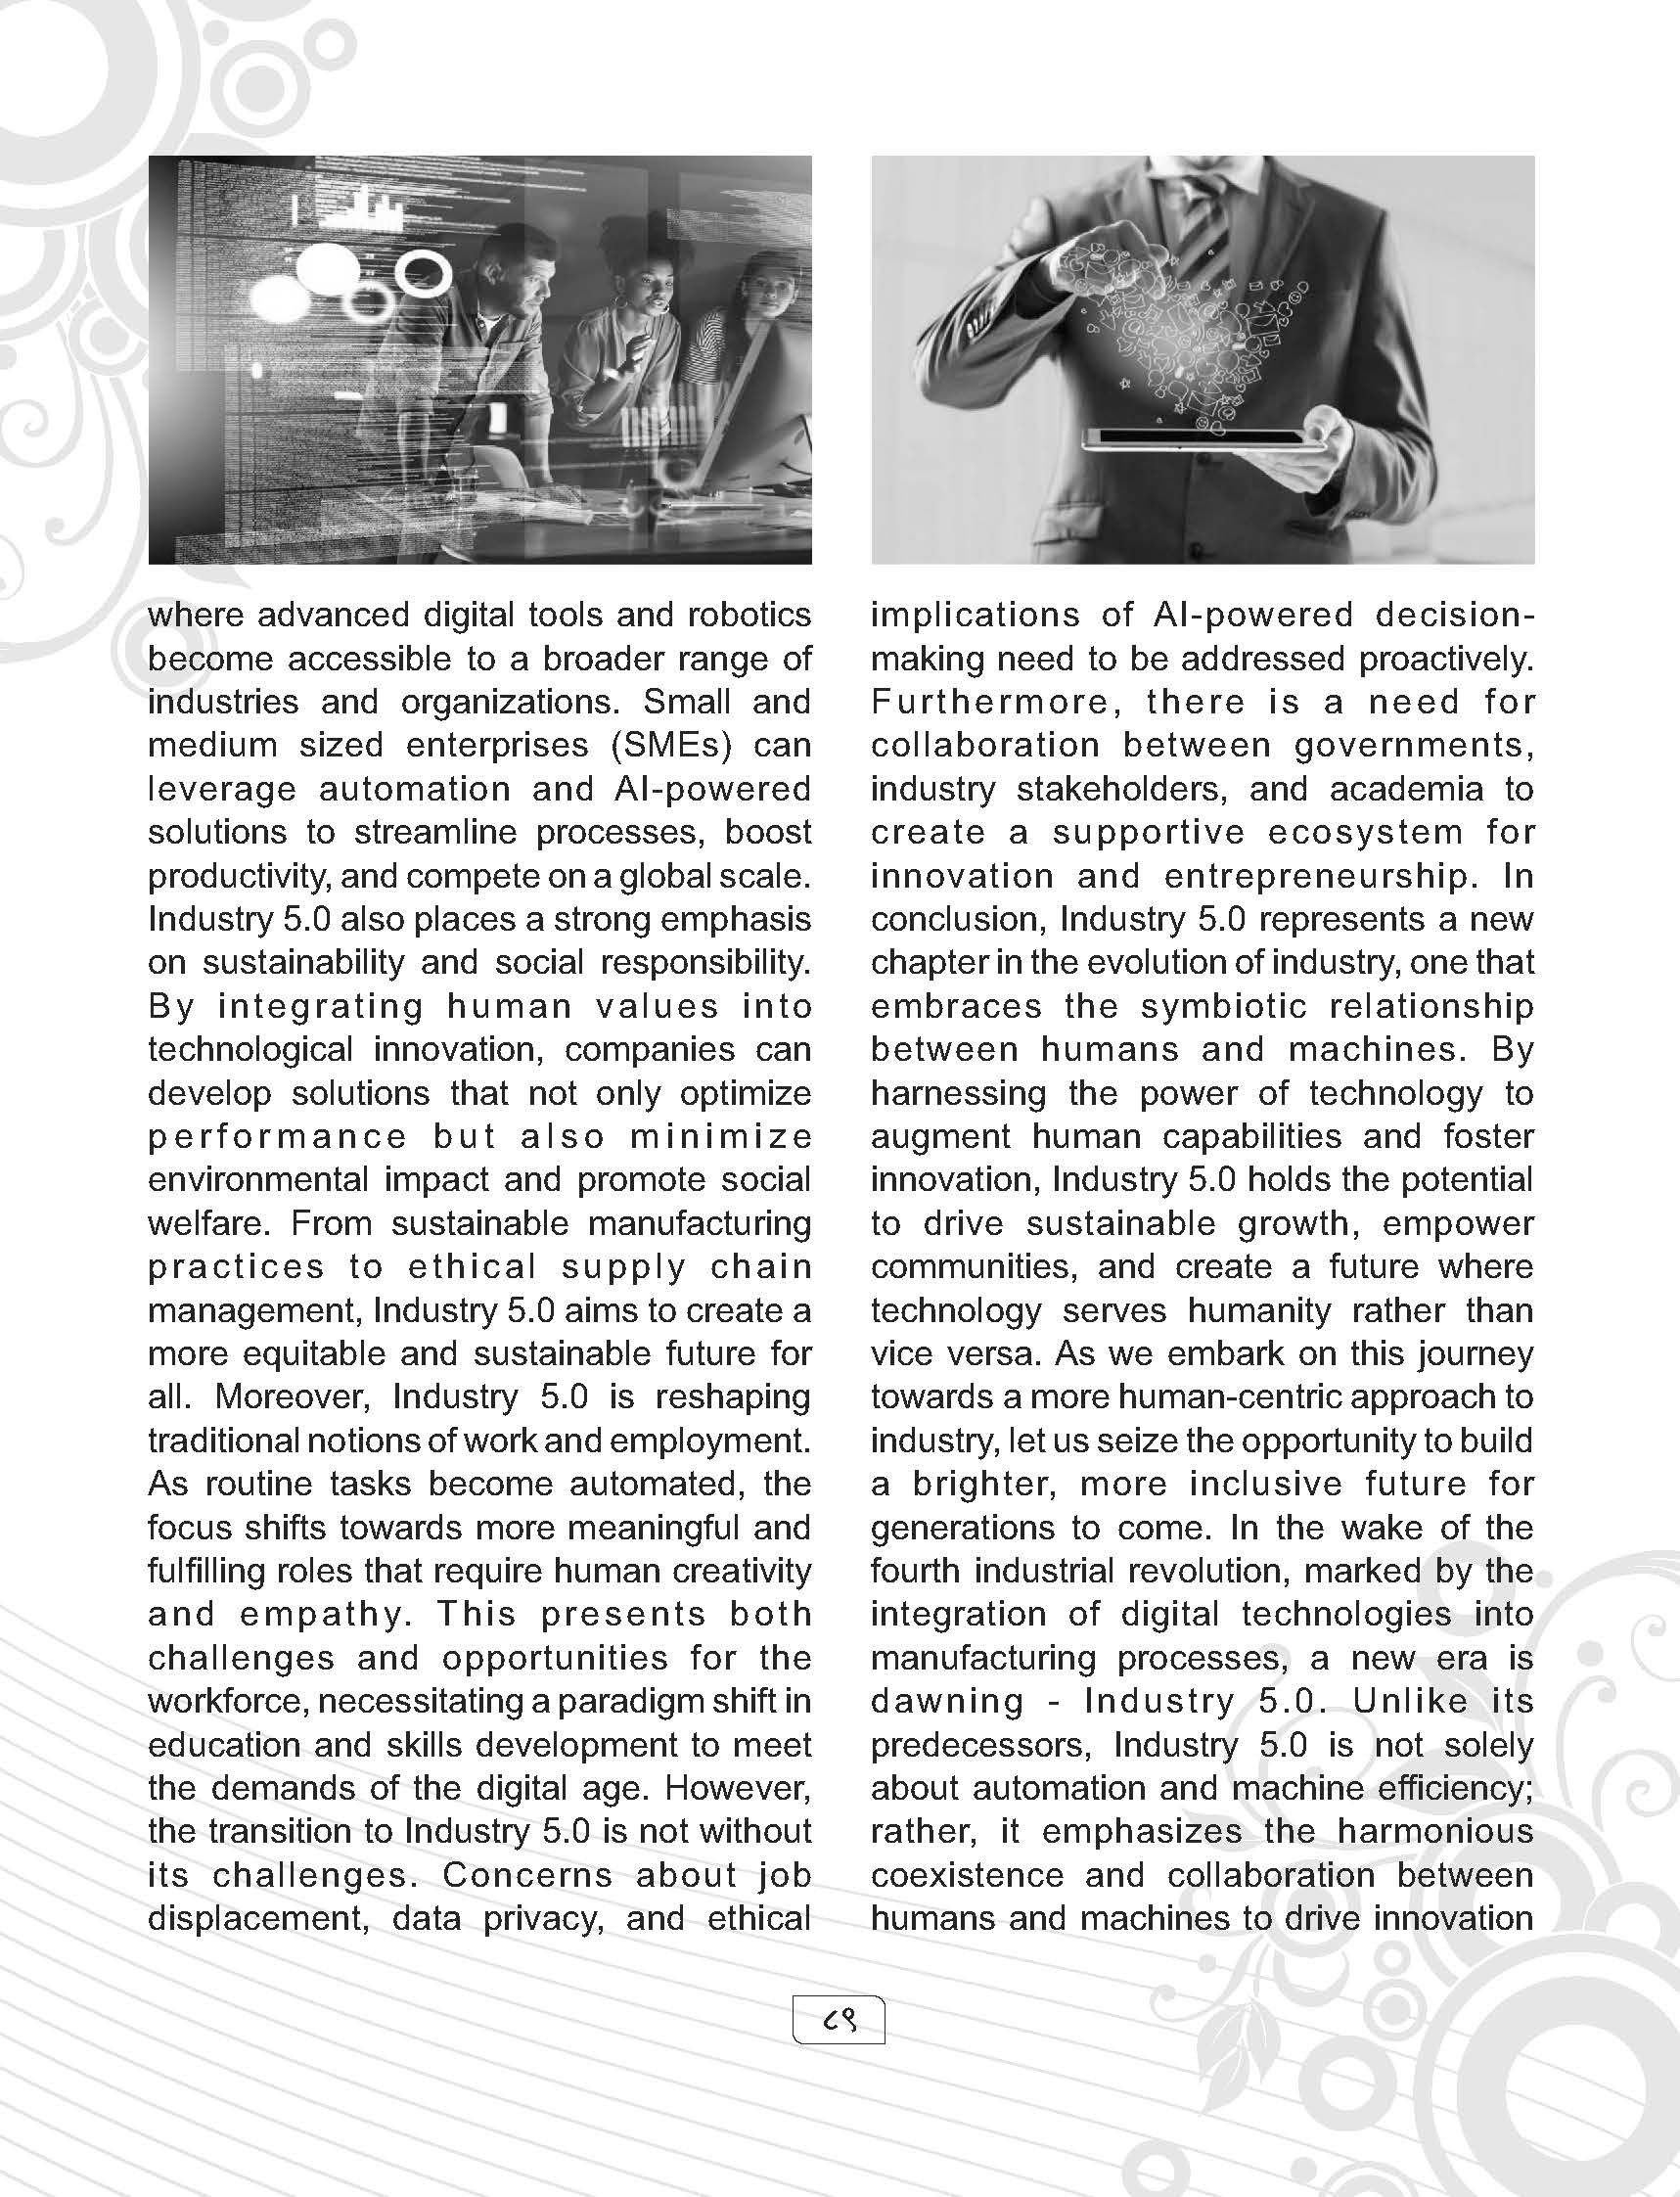 where advanced digital tools and robotics
become accessible to a broader range of
industries and organizations. Small and
medium sized enterprises (SMEs) can
leverage automation and AI-powered
solutions to streamline processes, boost
productivity, and compete on a global scale.
Industry 5.0 also places a strong emphasis
on sustainability and social responsibility.
By integrating human values into
technological innovation, companies can
develop solutions that not only optimize
performance but also minimize
environmental impact and promote social
welfare. From sustainable manufacturing
practices to ethical supply chain
management, Industry 5.0 aims to create a
more equitable and sustainable future for
all. Moreover, Industry 5.0 is reshaping
traditional notions of work and employment.
As routine tasks become automated, the
focus shifts towards more meaningful and
fulfilling roles that require human creativity
and empathy. This presents both
challenges and opportunities for the
workforce, necessitating a paradigm shift in
education and skills development to meet
the demands of the digital age. However,
the transition to Industry 5.0 is not without
its challenges. Concerns about job
displacement, data privacy, and ethical
implications of AI-powered decision-
making need to be addressed proactively.
Furthermore, there is a need for
collaboration between governments,
industry stakeholders, and academia to
create a supportive ecosystem for
innovation and entrepreneurship. In
conclusion, Industry 5.0 represents a new
chapter in the evolution of industry, one that
embraces the symbiotic relationship
between humans and machines. By
harnessing the power of technology to
augment human capabilities and foster
innovation, Industry 5.0 holds the potential
to drive sustainable growth, empower
communities, and create a future where
technology serves humanity rather than
vice versa. As we embark on this journey
towards a more human-centric approach to
industry, let us seize the opportunity to build
a brighter, more inclusive future for
generations to come. In the wake of the
fourth industrial revolution, marked by the
integration of digital technologies into
manufacturing processes, a new era is
dawning - Industry 5.0. Unlike its
predecessors, Industry 5.0 is not solely
about automation and machine efficiency;
rather, it emphasizes the harmonious
coexistence and collaboration between
humans and machines to drive innovation
८९